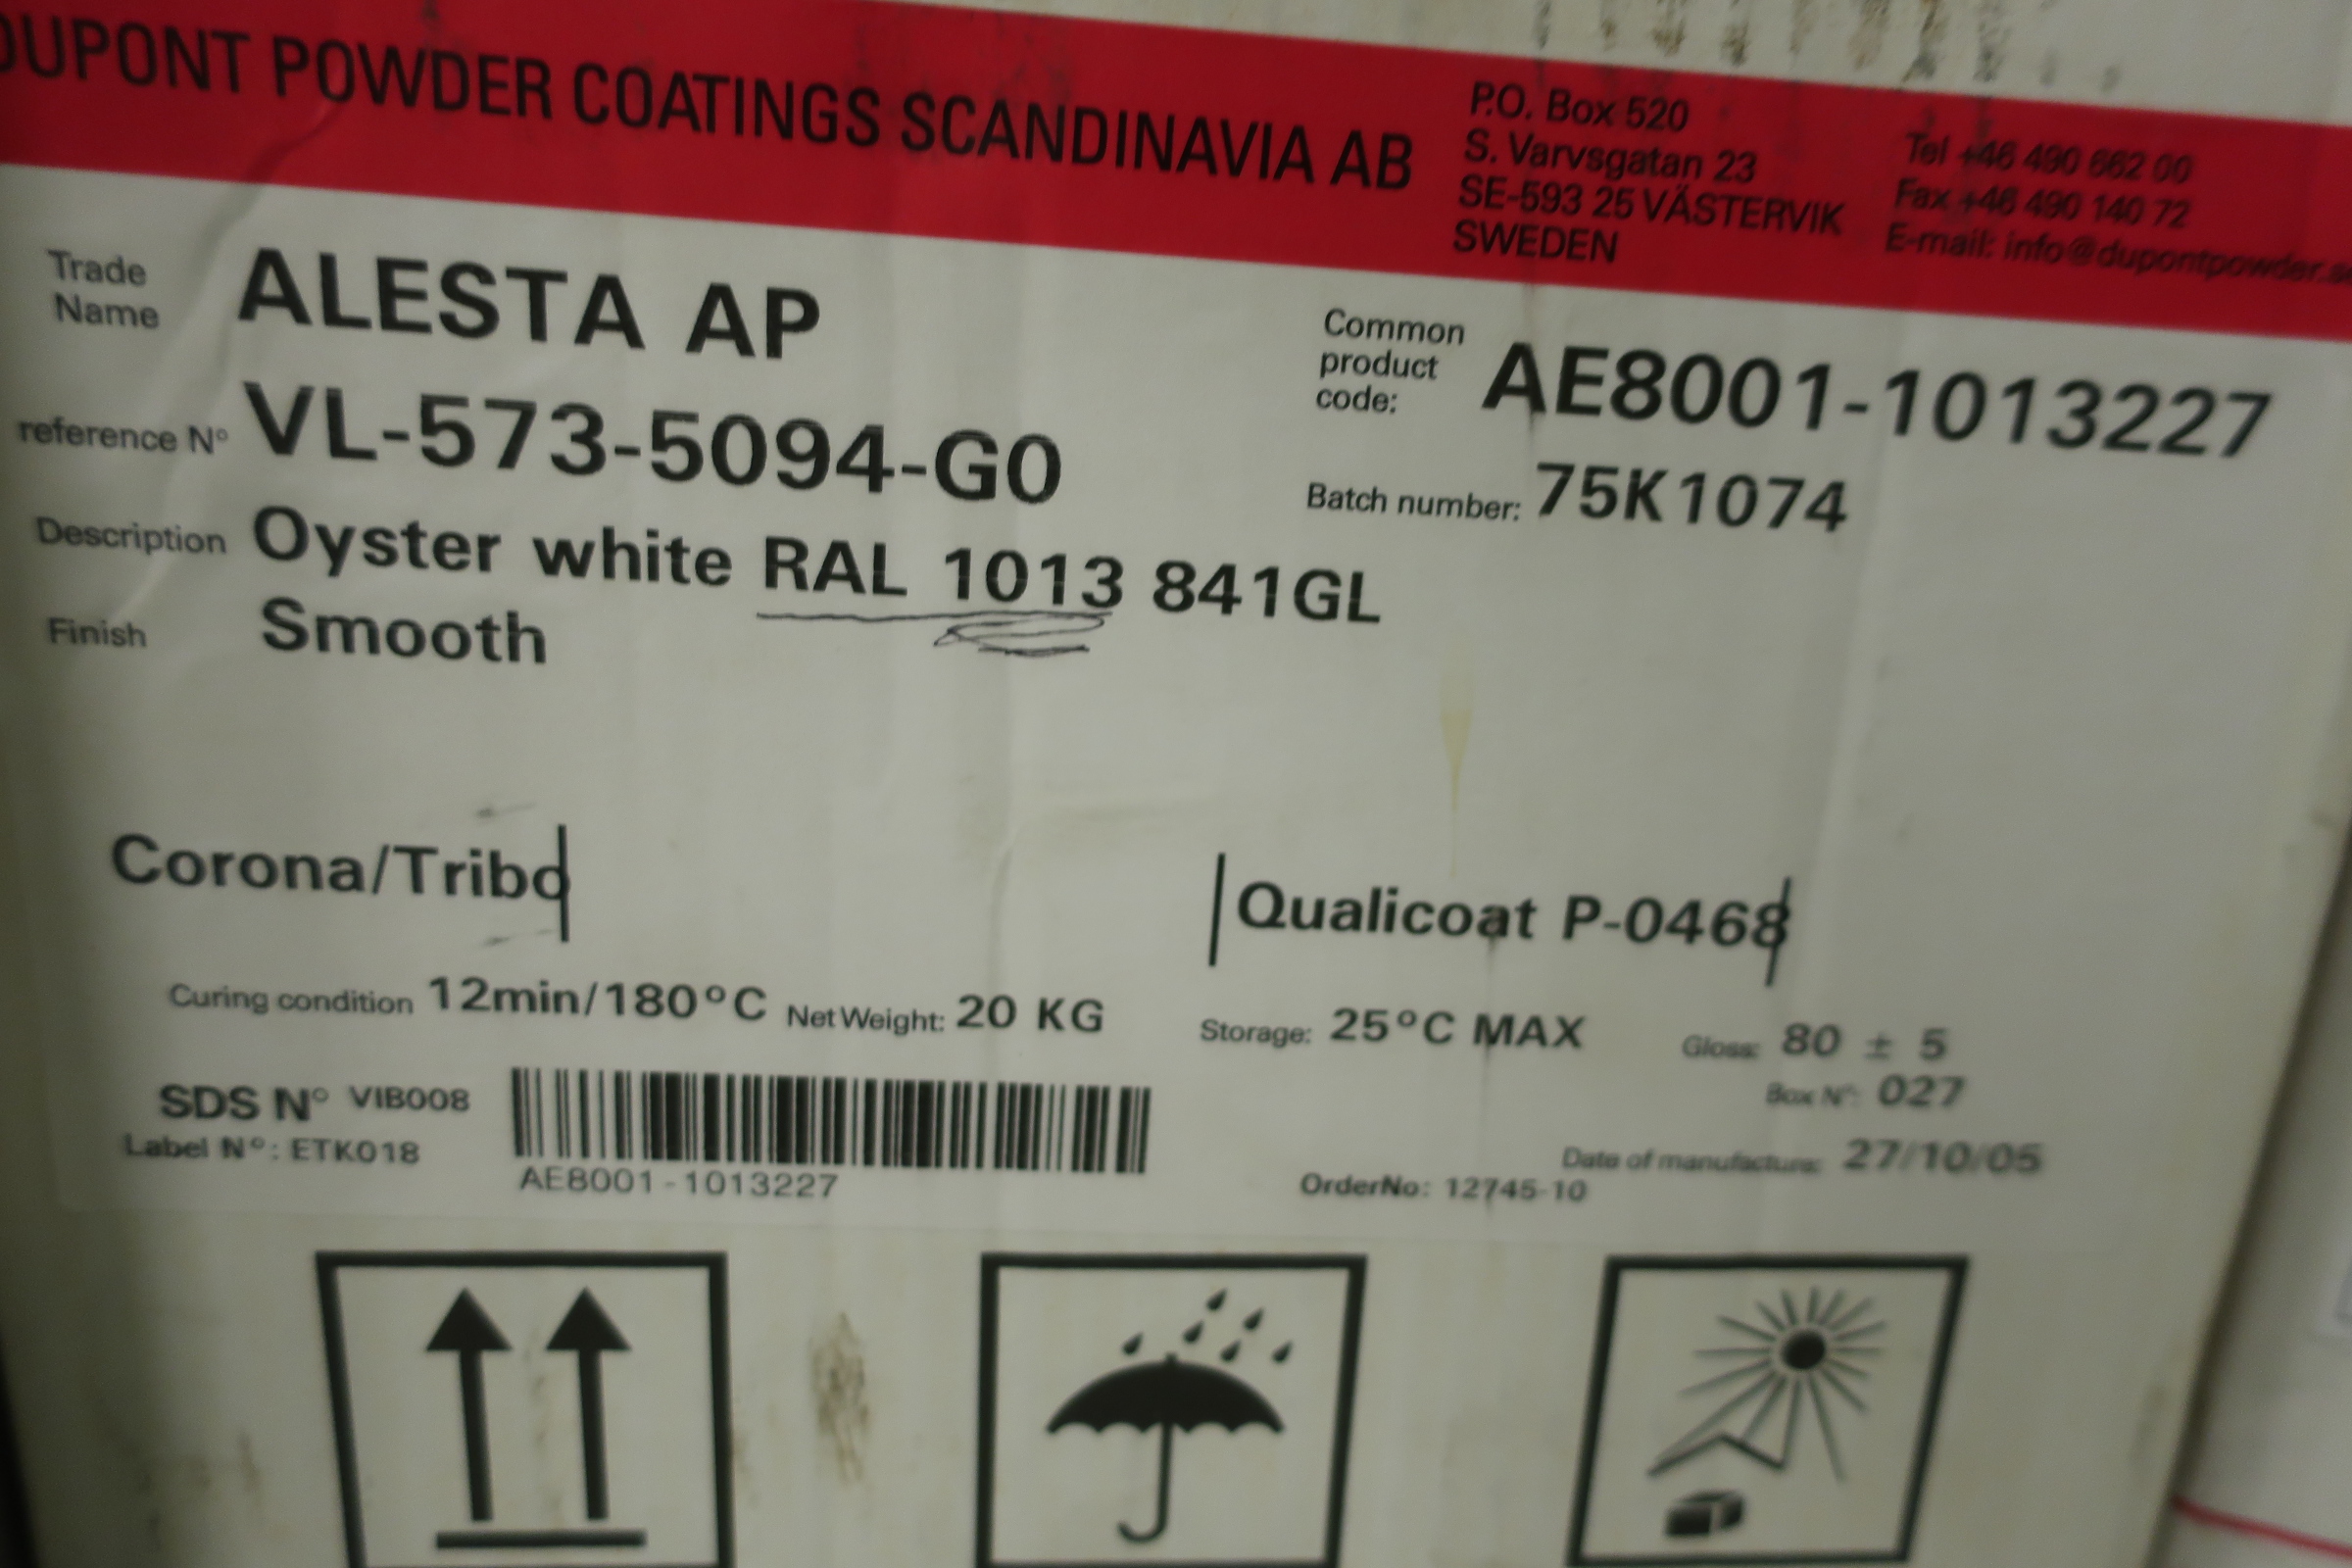 DUPONT POWDER COATINGS SCANDINAVIA AB
P.O. Box 520
S. Varvsgatan 23
SE-593 25 VÄSTERVIK
SWEDEN
Tel +46 490 662 00
Fax +46 490 140 72
E-mail: info@dupontpowder.se
Trade Name ALESTA AP
Common product code: AE8001-1013227
reference N° VL-573-5094-G0
Batch number: 75K1074
Description Oyster white RAL 1013 841GL
Finish Smooth
Corona/Tribo
Qualicoat P-0468
Curing condition 12min/180°C Net Weight: 20 KG
Storage: 25°C MAX
Gloss: 80 ± 5
Box N°: 027
SDS N° VIB008
Label N°: ETK018
AE8001-1013227
Date of manufacture: 27/10/05
OrderNo: 12745-10